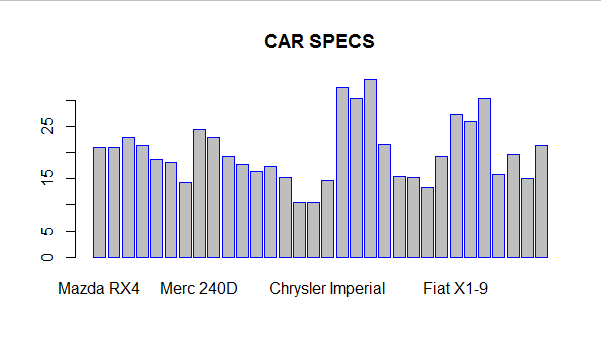 CAR SPECS
25
15
5
0
Mazda RX4 Merc 240D Chrysler Imperial Fiat X1-9